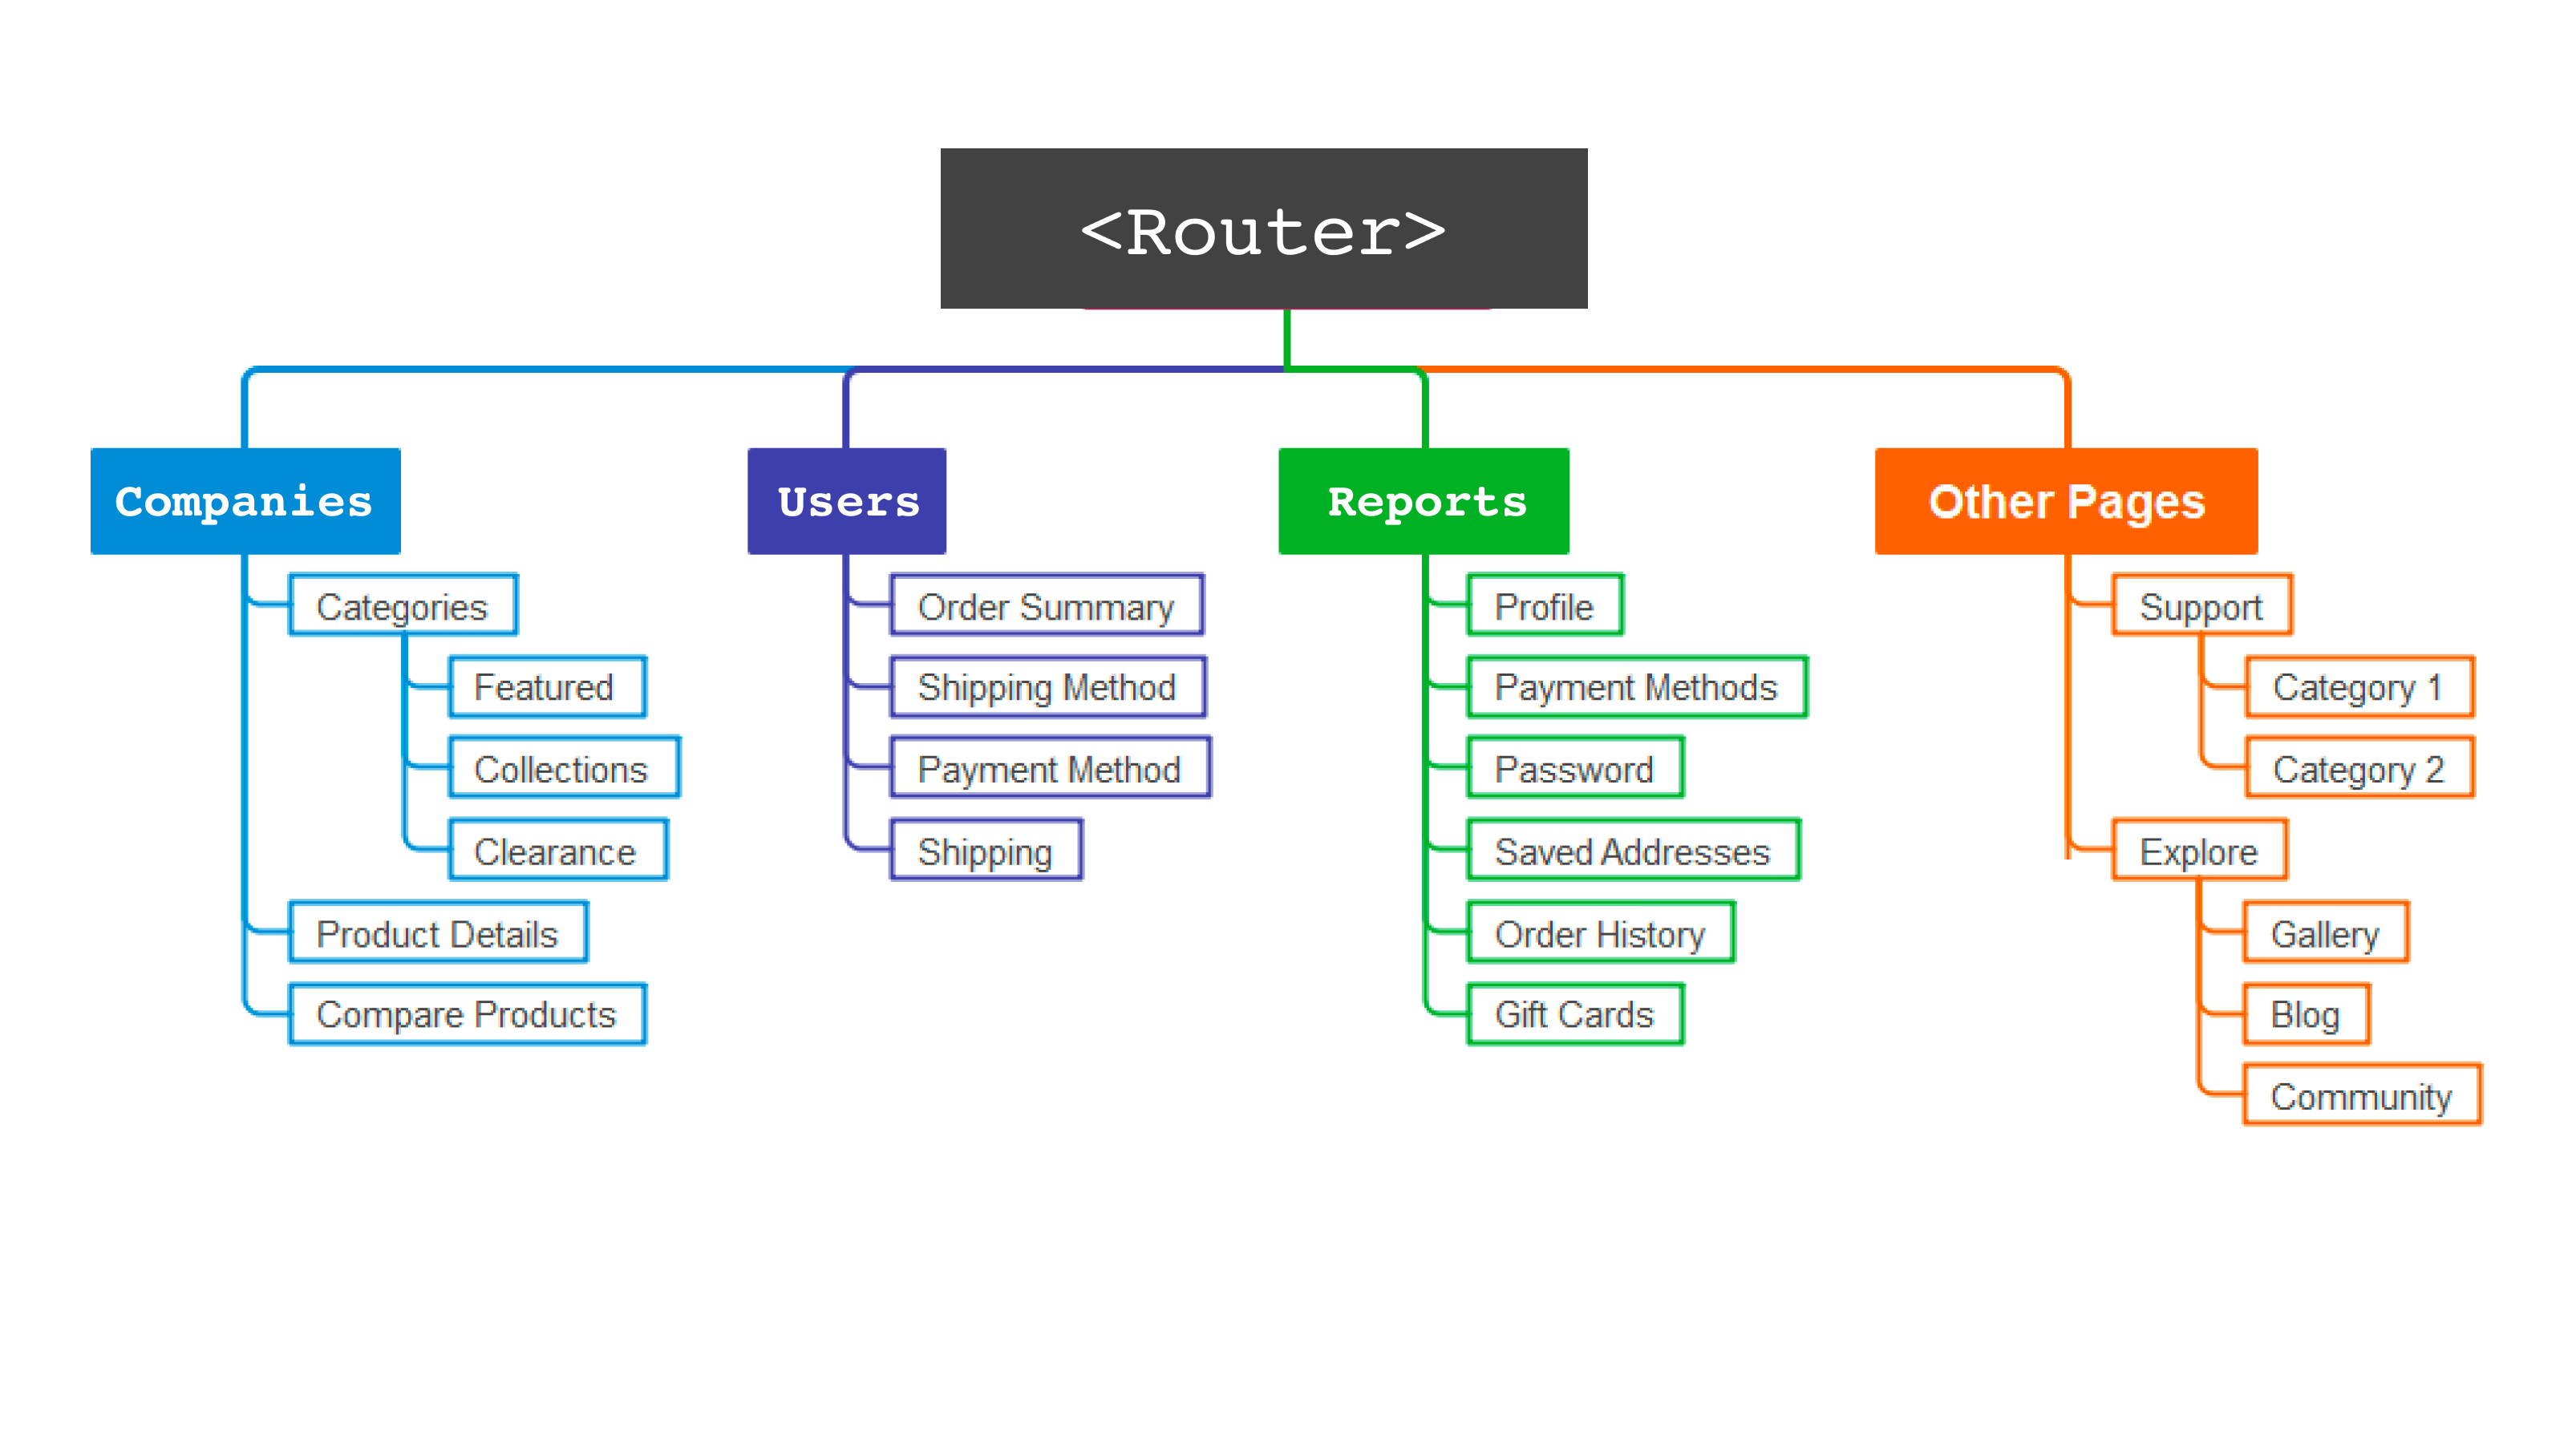 <Router>
Companies
Categories
Featured
Collections
Clearance
Product Details
Compare Products
Users
Order Summary
Shipping Method
Payment Method
Shipping
Reports
Profile
Payment Methods
Password
Saved Addresses
Order History
Gift Cards
Other Pages
Support
Category 1
Category 2
Explore
Gallery
Blog
Community